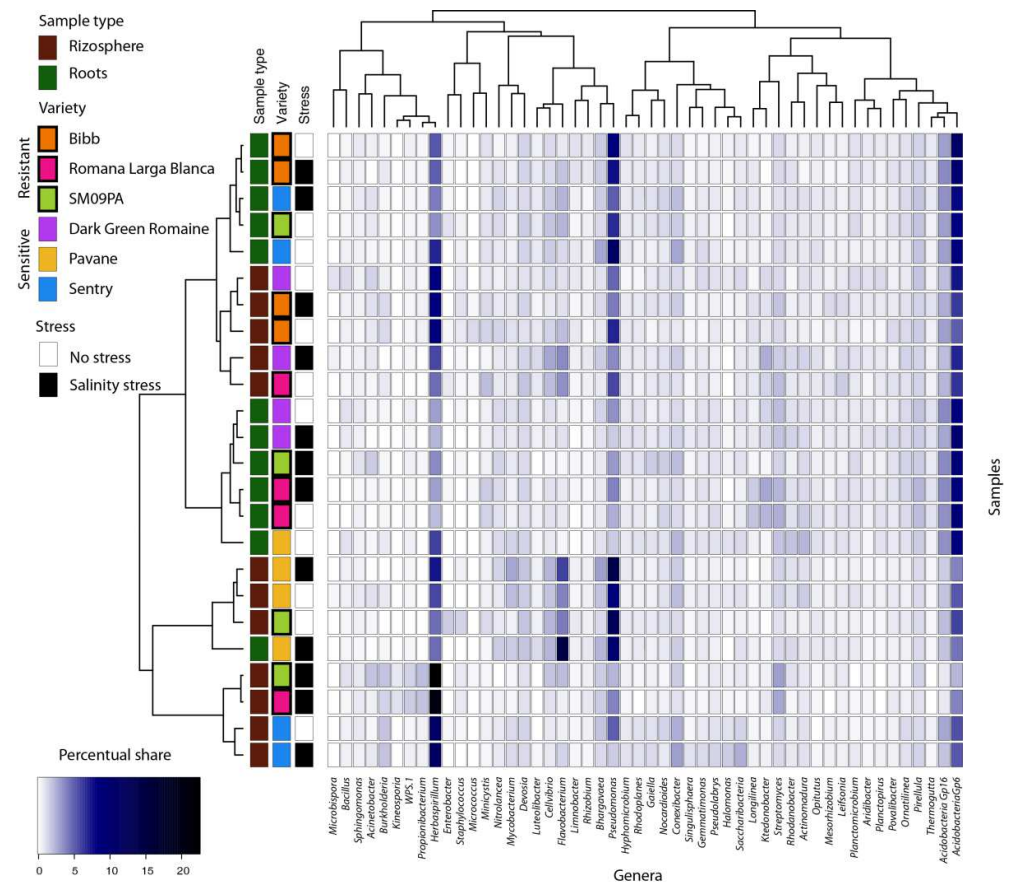 Sample type
Rizosphere
Roots
Variety
Resistant
Bibb
Romana Larga Blanca
SM09PA
Sensitive
Dark Green Romaine
Pavane
Sentry
Stress
No stress
Salinity stress
Sample type
Variety
Stress
Samples
Percentual share
0 5 10 15 20
Microbispora
Bacillus
Sphingomonas
Acinetobacter
Burkholderia
Kineosporia
WPS.1
Propionibacterium
Herbaspirillum
Enterobacter
Staphylococcus
Micrococcus
Minicystis
Nitrolancea
Mycobacterium
Devosia
Luteolibacter
Cellvibrio
Flavobacterium
Limnobacter
Rhizobium
Bhargavaea
Pseudomonas
Hyphomicrobium
Rhodoplanes
Gaiella
Nocardioides
Conexibacter
Singulisphaera
Gemmatimonas
Pseudolabrys
Halomonas
Saccharibacteria
Longilinea
Ktedonobacter
Streptomyces
Rhodanobacter
Actinomadura
Opitutus
Mesorhizobium
Leifsonia
Planctomicrobium
Aridibacter
Planctopirus
Povalibacter
Ornatilinea
Pirellula
Thermogutta
Acidobacteria Gp16
AcidobacteriaGp6
Genera